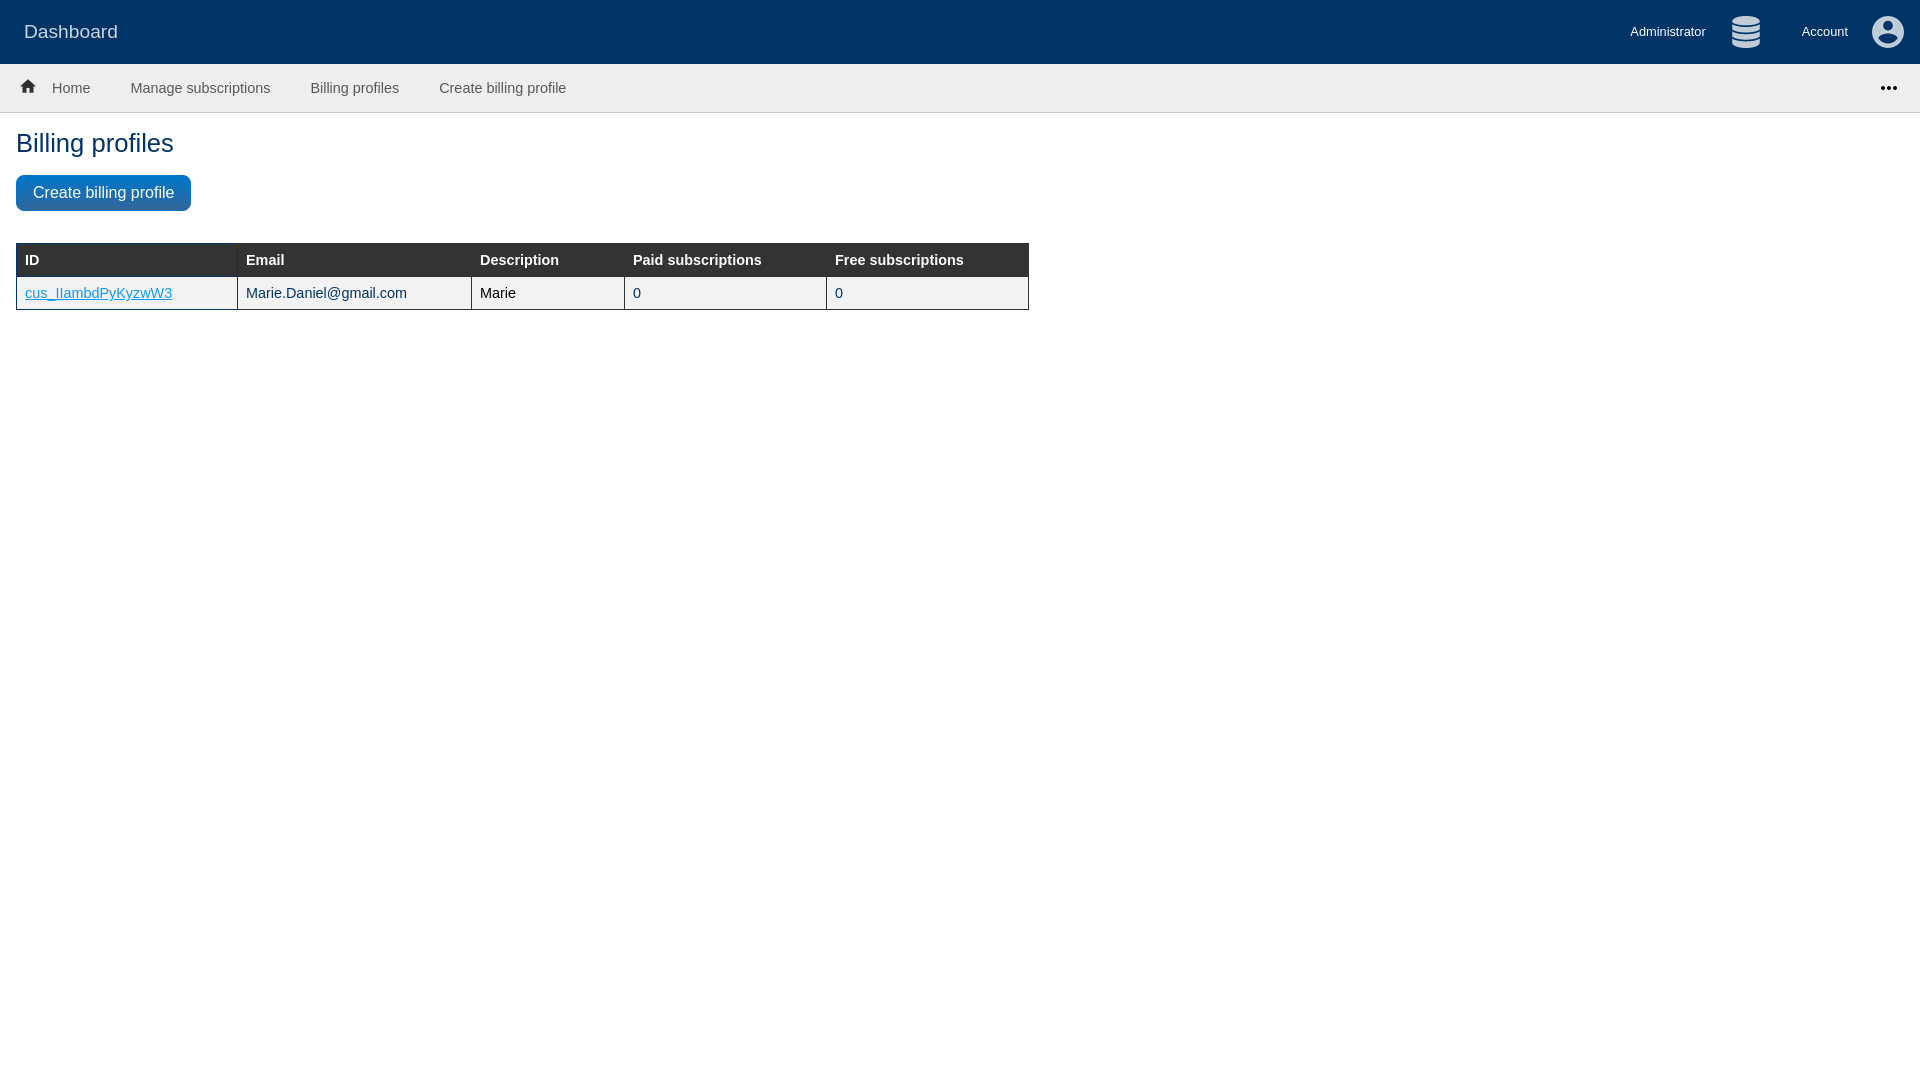 Dashboard
Administrator
Account
Home
Manage subscriptions
Billing profiles
Create billing profile
Billing profiles
Create billing profile
ID Email Description Paid subscriptions Free subscriptions
cus_IIambdPyKyzwW3 Marie.Daniel@gmail.com Marie 0 0